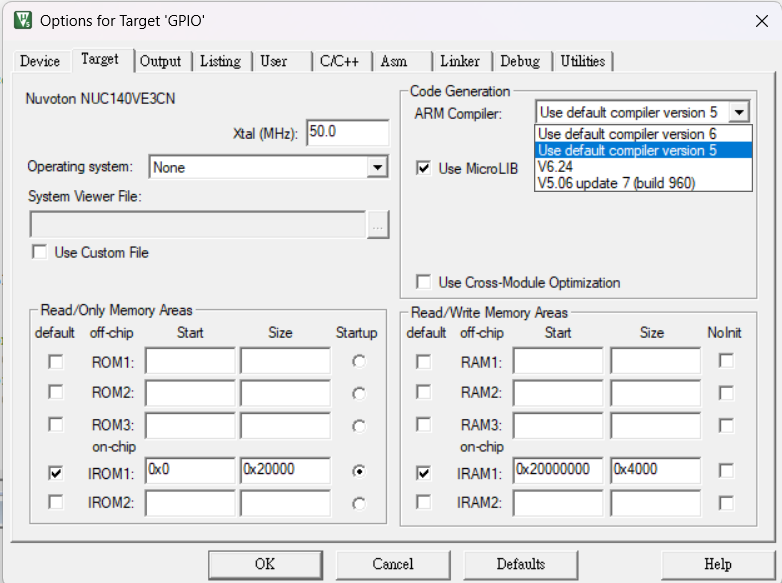 Options for Target 'GPIO'
Device Target Output Listing User C/C++ Asm Linker Debug Utilities
Nuvoton NUC140VE3CN
Xtal (MHz): 50.0
Operating system: None
System Viewer File:
...
Use Custom File
Code Generation
ARM Compiler: Use default compiler version 5
Use default compiler version 6
Use default compiler version 5
V6.24
V5.06 update 7 (build 960)
Use MicroLIB
Use Cross-Module Optimization
Read/Only Memory Areas
default off-chip Start Size Startup
ROM1:
ROM2:
ROM3:
on-chip
IROM1: 0x0 0x20000
IROM2:
Read/Write Memory Areas
default off-chip Start Size NoInit
RAM1:
RAM2:
RAM3:
on-chip
IRAM1: 0x20000000 0x4000
IRAM2:
OK Cancel Defaults Help